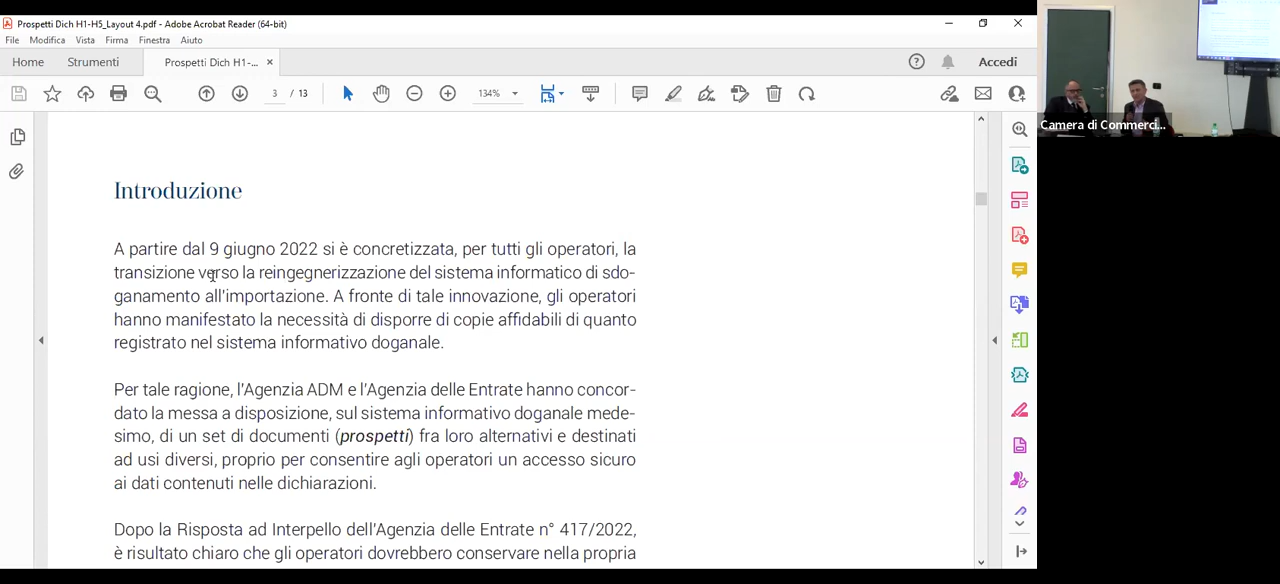 Prospetti Dich H1-H5_Layout 4.pdf - Adobe Acrobat Reader (64-bit)
File Modifica Vista Firma Finestra Aiuto
Home Strumenti Prospetti Dich H1-... × Accedi
3 / 13 134%
Camera di Commerci...
Introduzione
A partire dal 9 giugno 2022 si è concretizzata, per tutti gli operatori, la
transizione verso la reingegnerizzazione del sistema informatico di sdo-
ganamento all'importazione. A fronte di tale innovazione, gli operatori
hanno manifestato la necessità di disporre di copie affidabili di quanto
registrato nel sistema informativo doganale.
Per tale ragione, l'Agenzia ADM e l'Agenzia delle Entrate hanno concor-
dato la messa a disposizione, sul sistema informativo doganale mede-
simo, di un set di documenti (prospetti) fra loro alternativi e destinati
ad usi diversi, proprio per consentire agli operatori un accesso sicuro
ai dati contenuti nelle dichiarazioni.
Dopo la Risposta ad Interpello dell'Agenzia delle Entrate n° 417/2022,
è risultato chiaro che gli operatori dovrebbero conservare nella propria